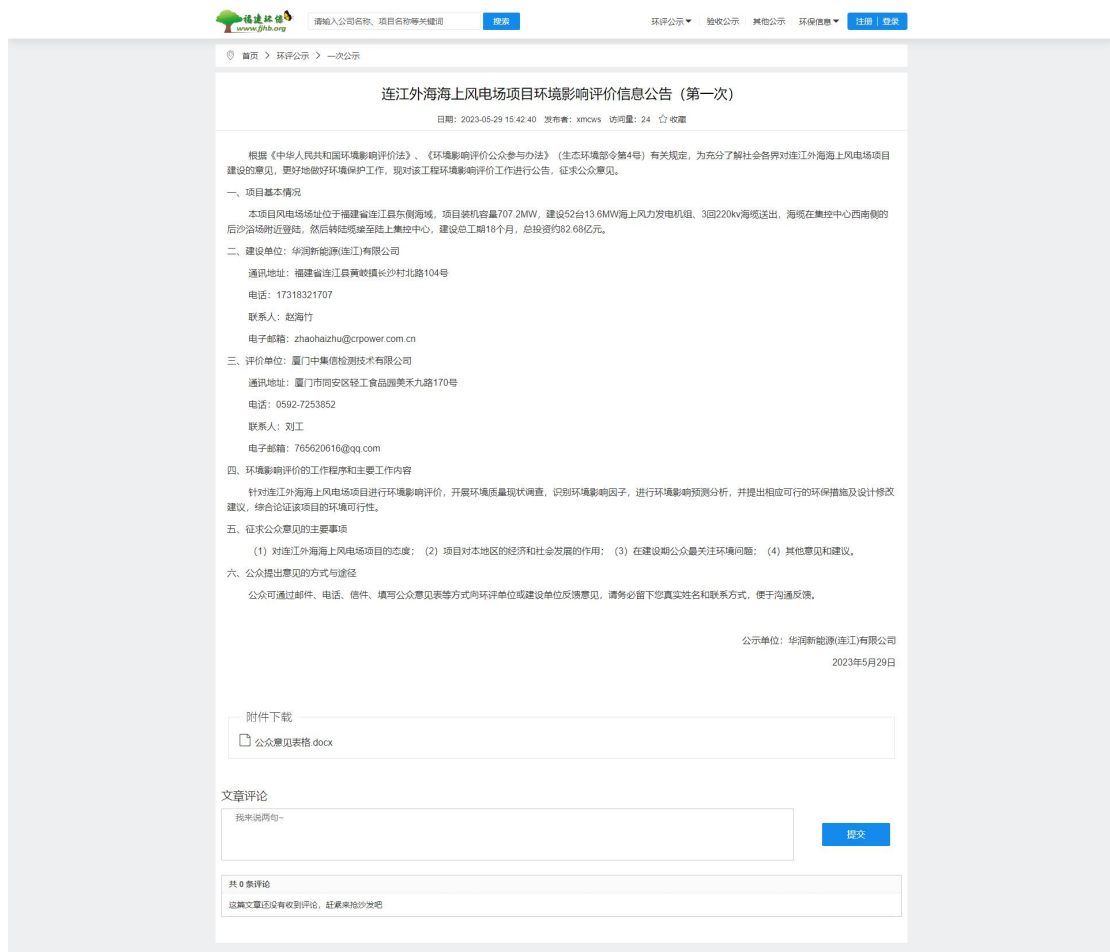 福建环保
www.fjhb.org
请输入公司名称、项目名称等关键词
搜索
环评公示
验收公示
其他公示
环保信息
注册 | 登录
首页 > 环评公示 > 一次公示
连江外海海上风电场项目环境影响评价信息公告（第一次）
日期：2023-05-29 15:42:40 发布者：xmcws 访问量：24 收藏
根据《中华人民共和国环境影响评价法》、《环境影响评价公众参与办法》（生态环境部令第4号）有关规定，为充分了解社会各界对连江外海海上风电场项目
建设的意见，更好地做好环境保护工作，现对该工程环境影响评价工作进行公告，征求公众意见。
一、项目基本情况
本项目风电场场址位于福建省连江县东侧海域，项目装机容量707.2MW，建设52台13.6MW海上风力发电机组、3回220kv海缆送出，海缆在集控中心西南侧的
后沙浴场附近登陆，然后转陆缆接至陆上集控中心，建设总工期18个月，总投资约82.68亿元。
二、建设单位：华润新能源(连江)有限公司
通讯地址：福建省连江县黄岐镇长沙村北路104号
电话：17318321707
联系人：赵海竹
电子邮箱：zhaohaizhu@crpower.com.cn
三、评价单位：厦门中集信检测技术有限公司
通讯地址：厦门市同安区轻工食品园美禾九路170号
电话：0592-7253852
联系人：刘工
电子邮箱：765620616@qq.com
四、环境影响评价的工作程序和主要工作内容
针对连江外海海上风电场项目进行环境影响评价，开展环境质量现状调查，识别环境影响因子，进行环境影响预测分析，并提出相应可行的环保措施及设计修改
建议，综合论证该项目的环境可行性。
五、征求公众意见的主要事项
（1）对连江外海海上风电场项目的态度；（2）项目对本地区的经济和社会发展的作用；（3）在建设期公众最关注环境问题；（4）其他意见和建议。
六、公众提出意见的方式与途径
公众可通过邮件、电话、信件、填写公众意见表等方式向环评单位或建设单位反馈意见，请务必留下您真实姓名和联系方式，便于沟通反馈。
公示单位：华润新能源(连江)有限公司
2023年5月29日
附件下载
公众意见表格.docx
文章评论
我来说两句~
提交
共 0 条评论
这篇文章还没有收到评论，赶紧来抢沙发吧